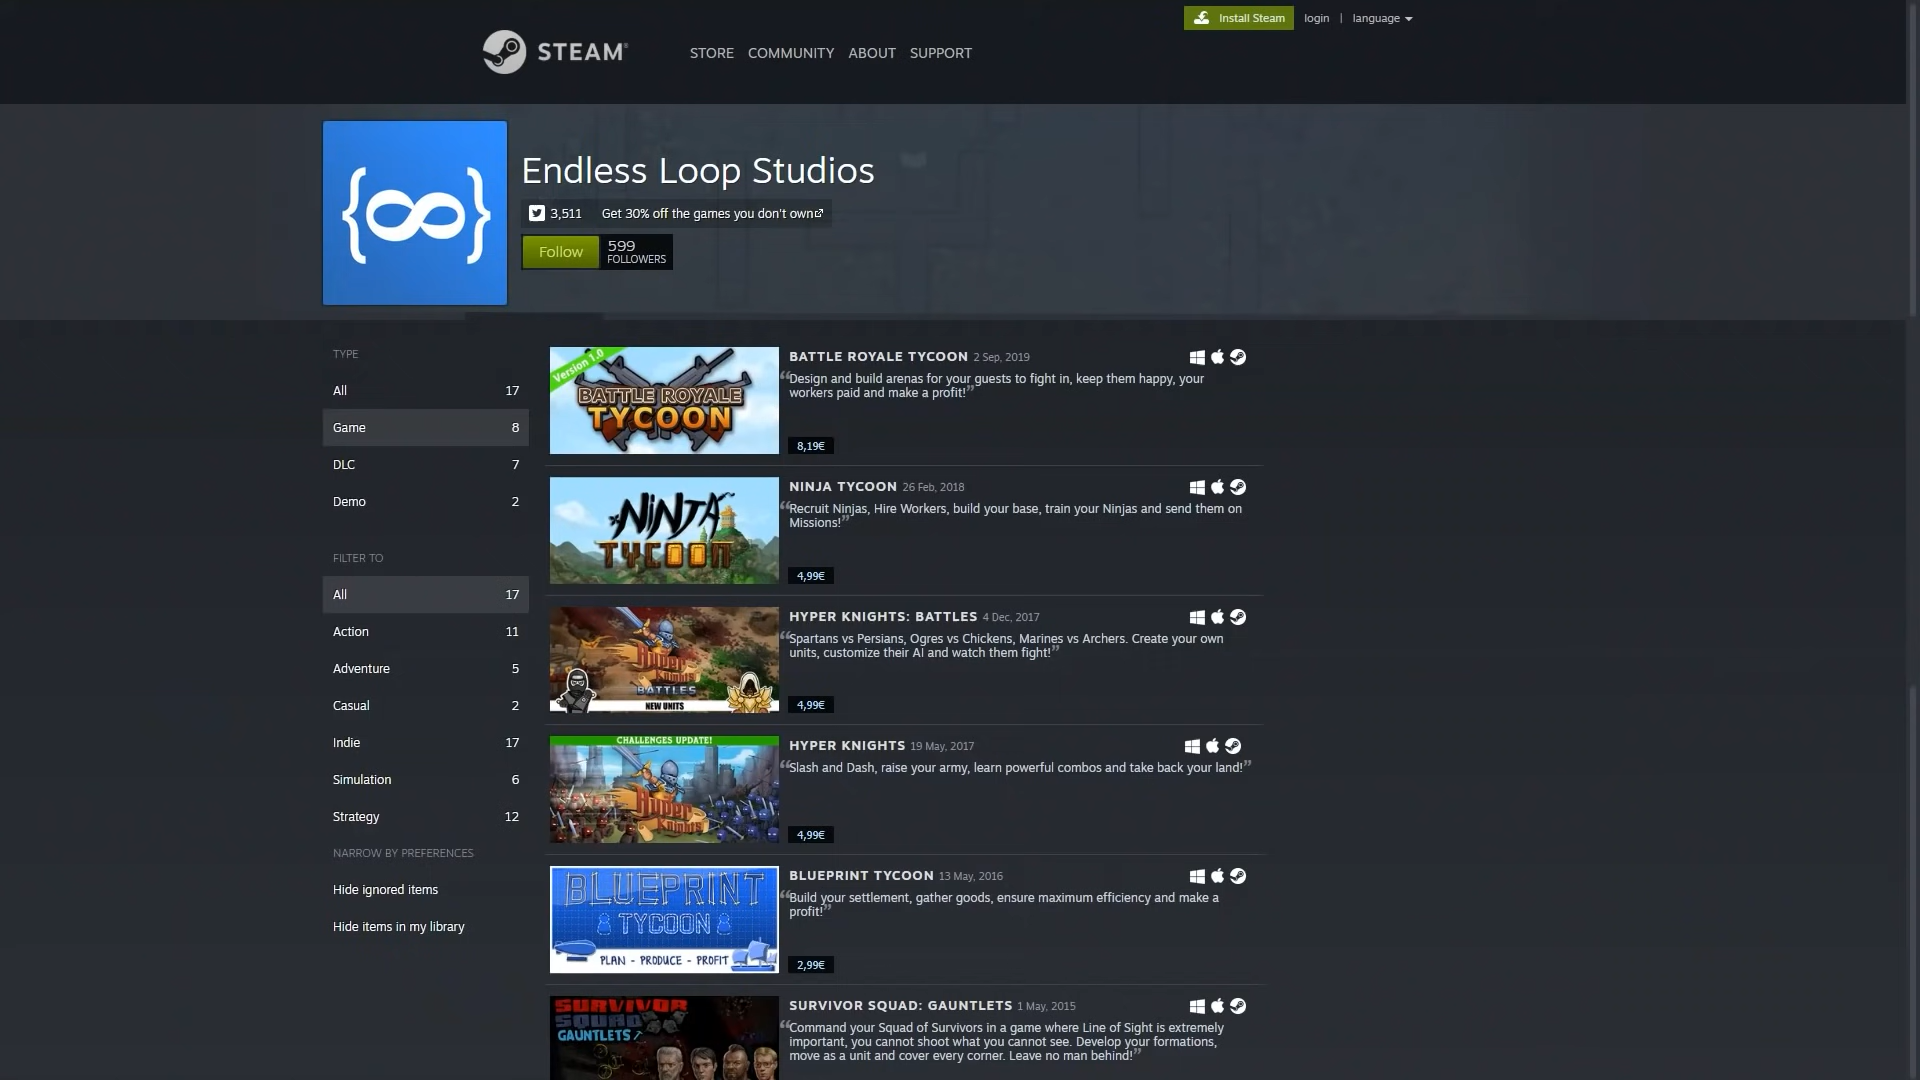 Install Steam login | language
STEAM
STORE COMMUNITY ABOUT SUPPORT
Endless Loop Studios
3,511 Get 30% off the games you don't own
Follow 599 FOLLOWERS
TYPE
All 17
Game 8
DLC 7
Demo 2
FILTER TO
All 17
Action 11
Adventure 5
Casual 2
Indie 17
Simulation 6
Strategy 12
NARROW BY PREFERENCES
Hide ignored items
Hide items in my library
Version 1.0
BATTLE ROYALE
TYCOON
BATTLE ROYALE TYCOON 2 Sep, 2019
“Design and build arenas for your guests to fight in, keep them happy, your
workers paid and make a profit!”
8,19€
NINJA
TYCOON
NINJA TYCOON 26 Feb, 2018
“Recruit Ninjas, Hire Workers, build your base, train your Ninjas and send them on
Missions!”
4,99€
Hyper
Knights
BATTLES
NEW UNITS
HYPER KNIGHTS: BATTLES 4 Dec, 2017
“Spartans vs Persians, Ogres vs Chickens, Marines vs Archers. Create your own
units, customize their AI and watch them fight!”
4,99€
CHALLENGES UPDATE!
Hyper
Knights
HYPER KNIGHTS 19 May, 2017
“Slash and Dash, raise your army, learn powerful combos and take back your land!”
4,99€
BLUEPRINT
TYCOON
PLAN - PRODUCE - PROFIT
BLUEPRINT TYCOON 13 May, 2016
“Build your settlement, gather goods, ensure maximum efficiency and make a
profit!”
2,99€
SURVIVOR
SQUAD
GAUNTLETS
SURVIVOR SQUAD: GAUNTLETS 1 May, 2015
“Command your Squad of Survivors in a game where Line of Sight is extremely
important, you cannot shoot what you cannot see. Develop your formations,
move as a unit and cover every corner. Leave no man behind!”